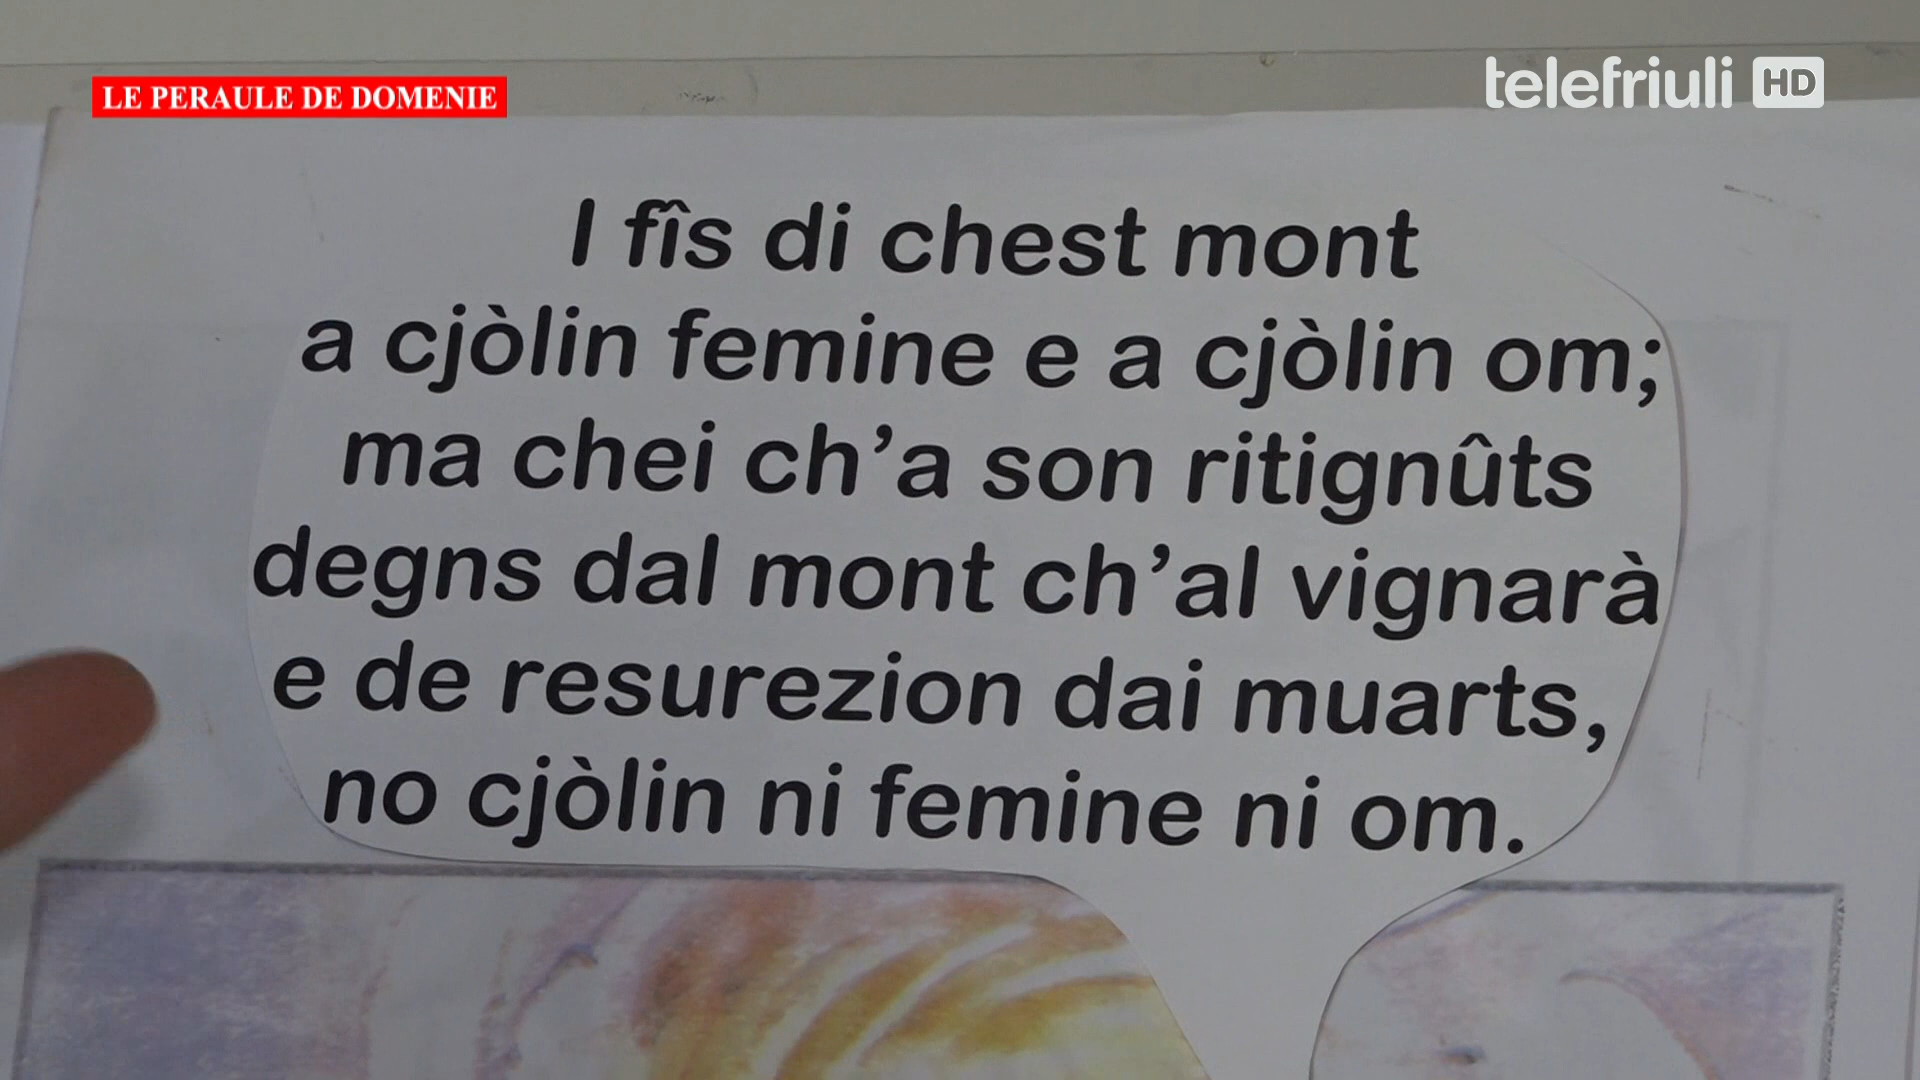 LE PERAULE DE DOMENIE
telefriuli HD
I fîs di chest mont
a cjòlin femine e a cjòlin om;
ma chei ch’a son ritignûts
degns dal mont ch’al vignarà
e de resurezion dai muarts,
no cjòlin ni femine ni om.